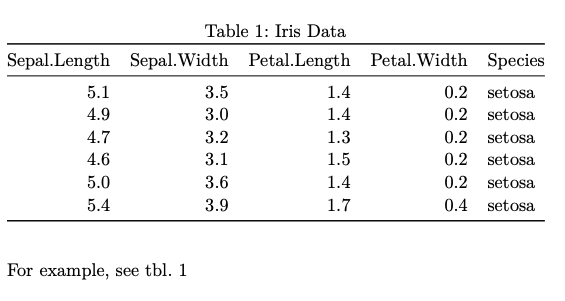 Table 1: Iris Data
Sepal.Length Sepal.Width Petal.Length Petal.Width Species
5.1 3.5 1.4 0.2 setosa
4.9 3.0 1.4 0.2 setosa
4.7 3.2 1.3 0.2 setosa
4.6 3.1 1.5 0.2 setosa
5.0 3.6 1.4 0.2 setosa
5.4 3.9 1.7 0.4 setosa
For example, see tbl. 1